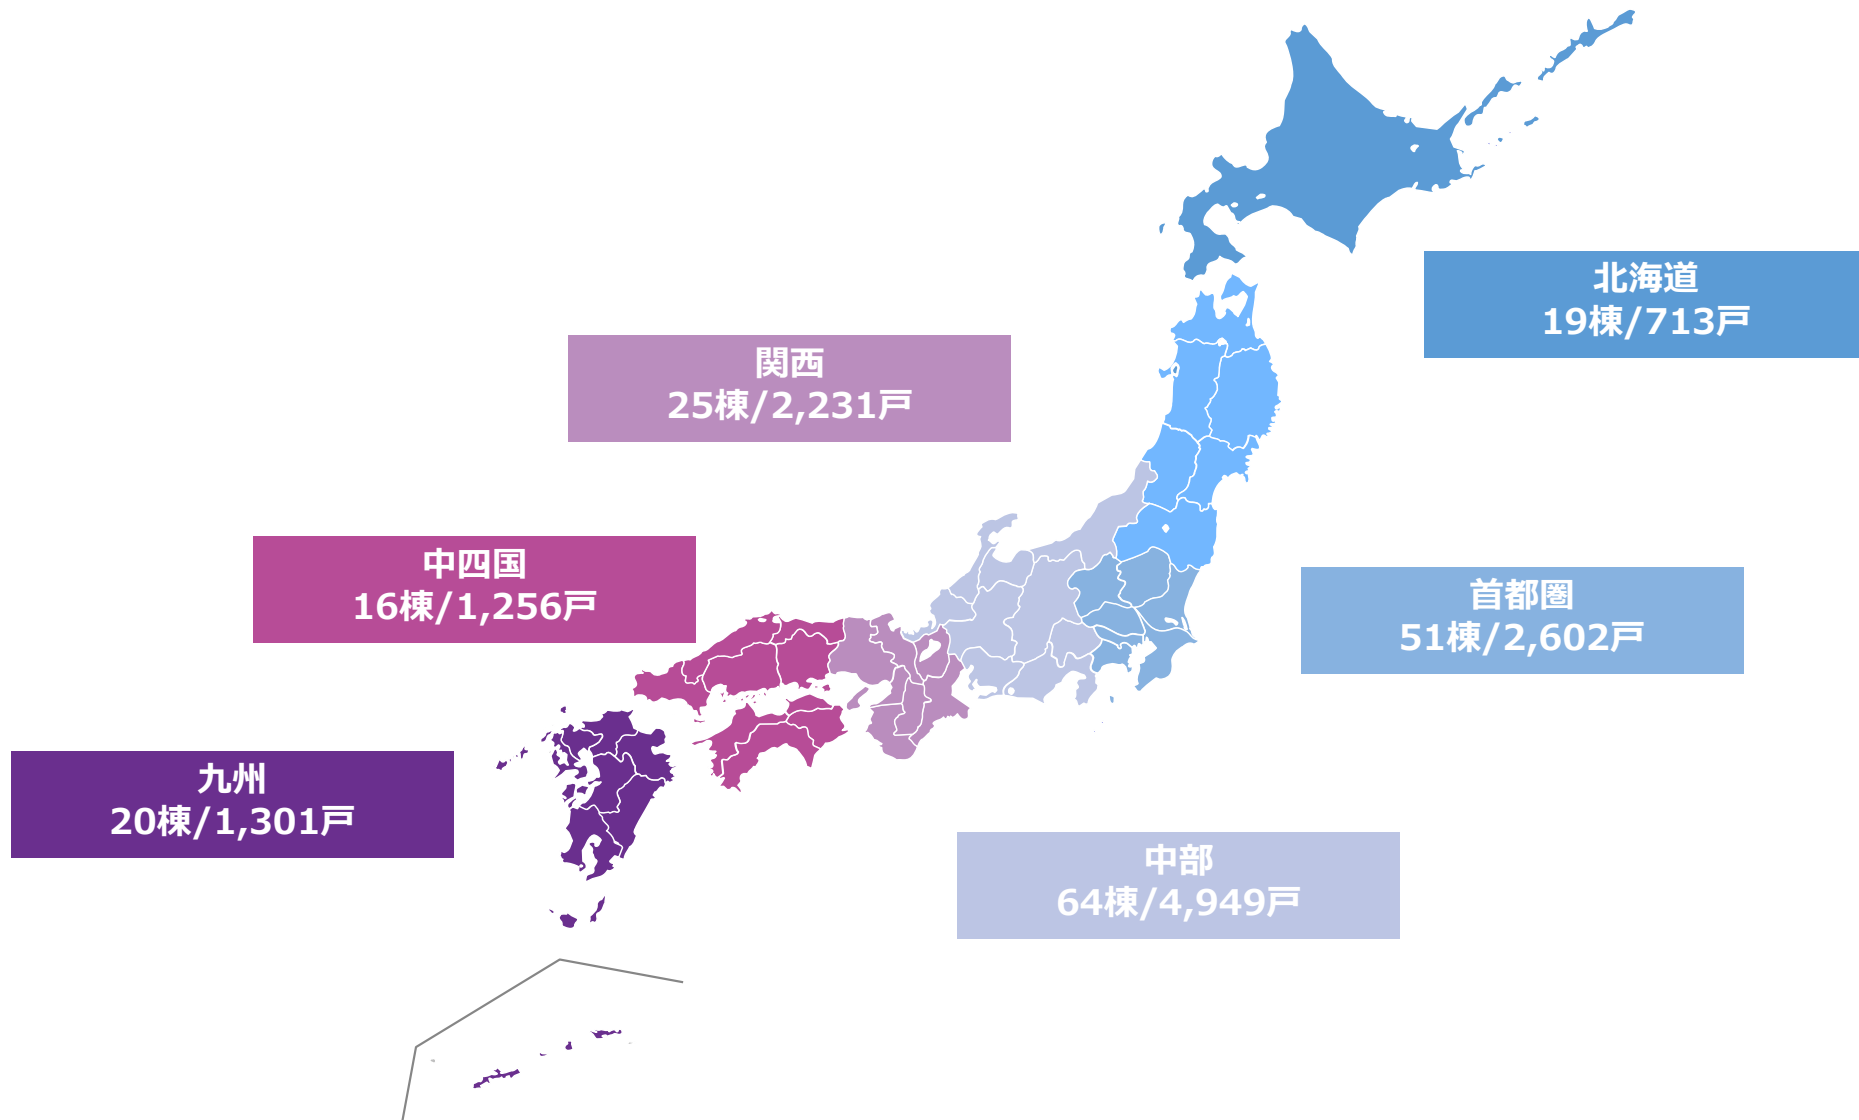 北海道
19棟/713戸
関西
25棟/2,231戸
中四国
16棟/1,256戸
首都圏
51棟/2,602戸
九州
20棟/1,301戸
中部
64棟/4,949戸